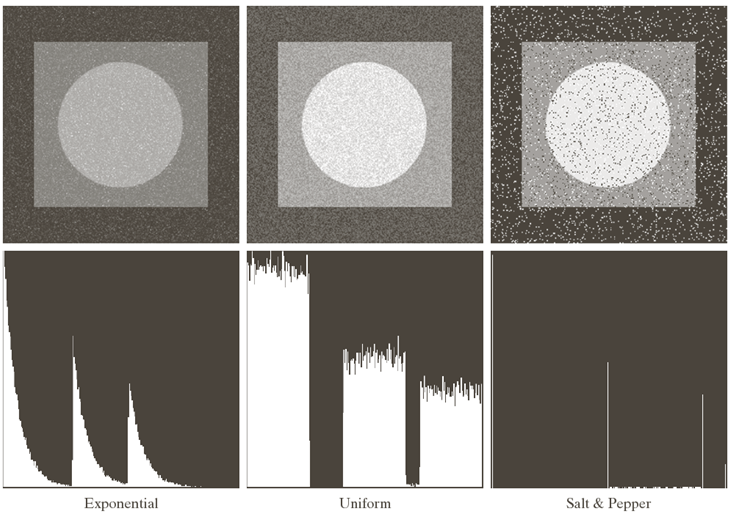 Exponential
Uniform
Salt & Pepper